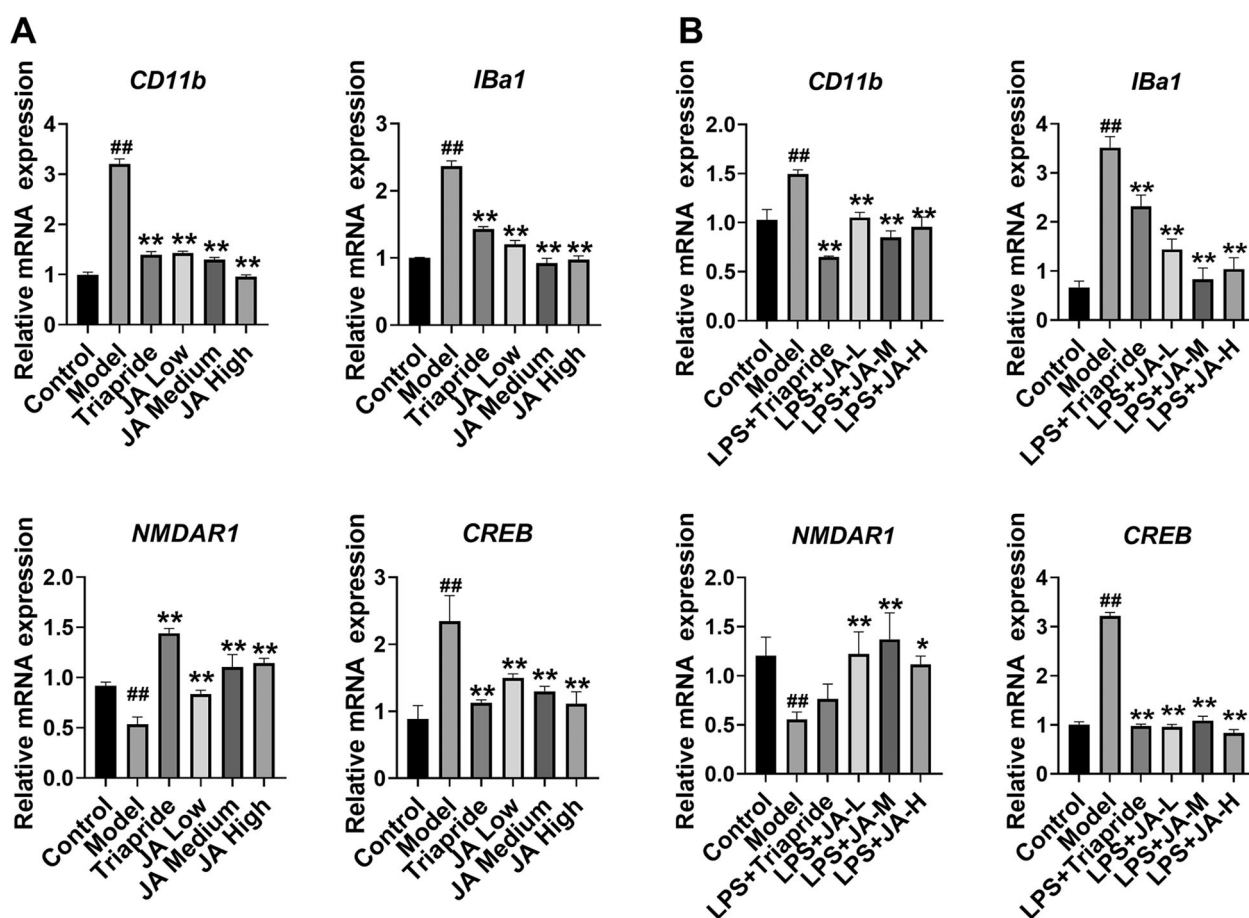 A
B
CD11b
Relative mRNA expression
4
3
2
1
0
##
**
**
**
**
Control
Model
Triapride
JA Low
JA Medium
JA High
IBa1
Relative mRNA expression
3
2
1
0
##
**
**
**
**
Control
Model
Triapride
JA Low
JA Medium
JA High
CD11b
Relative mRNA expression
2.0
1.5
1.0
0.5
0.0
##
**
**
**
**
Control
Model
LPS+Triapride
LPS+JA-L
LPS+JA-M
LPS+JA-H
IBa1
Relative mRNA expression
4
3
2
1
0
##
**
**
**
**
Control
Model
LPS+Triapride
LPS+JA-L
LPS+JA-M
LPS+JA-H
NMDAR1
Relative mRNA expression
2.0
1.5
1.0
0.5
0.0
##
**
**
**
**
Control
Model
Triapride
JA Low
JA Medium
JA High
CREB
Relative mRNA expression
3
2
1
0
##
**
**
**
**
Control
Model
Triapride
JA Low
JA Medium
JA High
NMDAR1
Relative mRNA expression
2.0
1.5
1.0
0.5
0.0
##
**
**
*
Control
Model
LPS+Triapride
LPS+JA-L
LPS+JA-M
LPS+JA-H
CREB
Relative mRNA expression
4
3
2
1
0
##
**
**
**
**
Control
Model
LPS+Triapride
LPS+JA-L
LPS+JA-M
LPS+JA-H